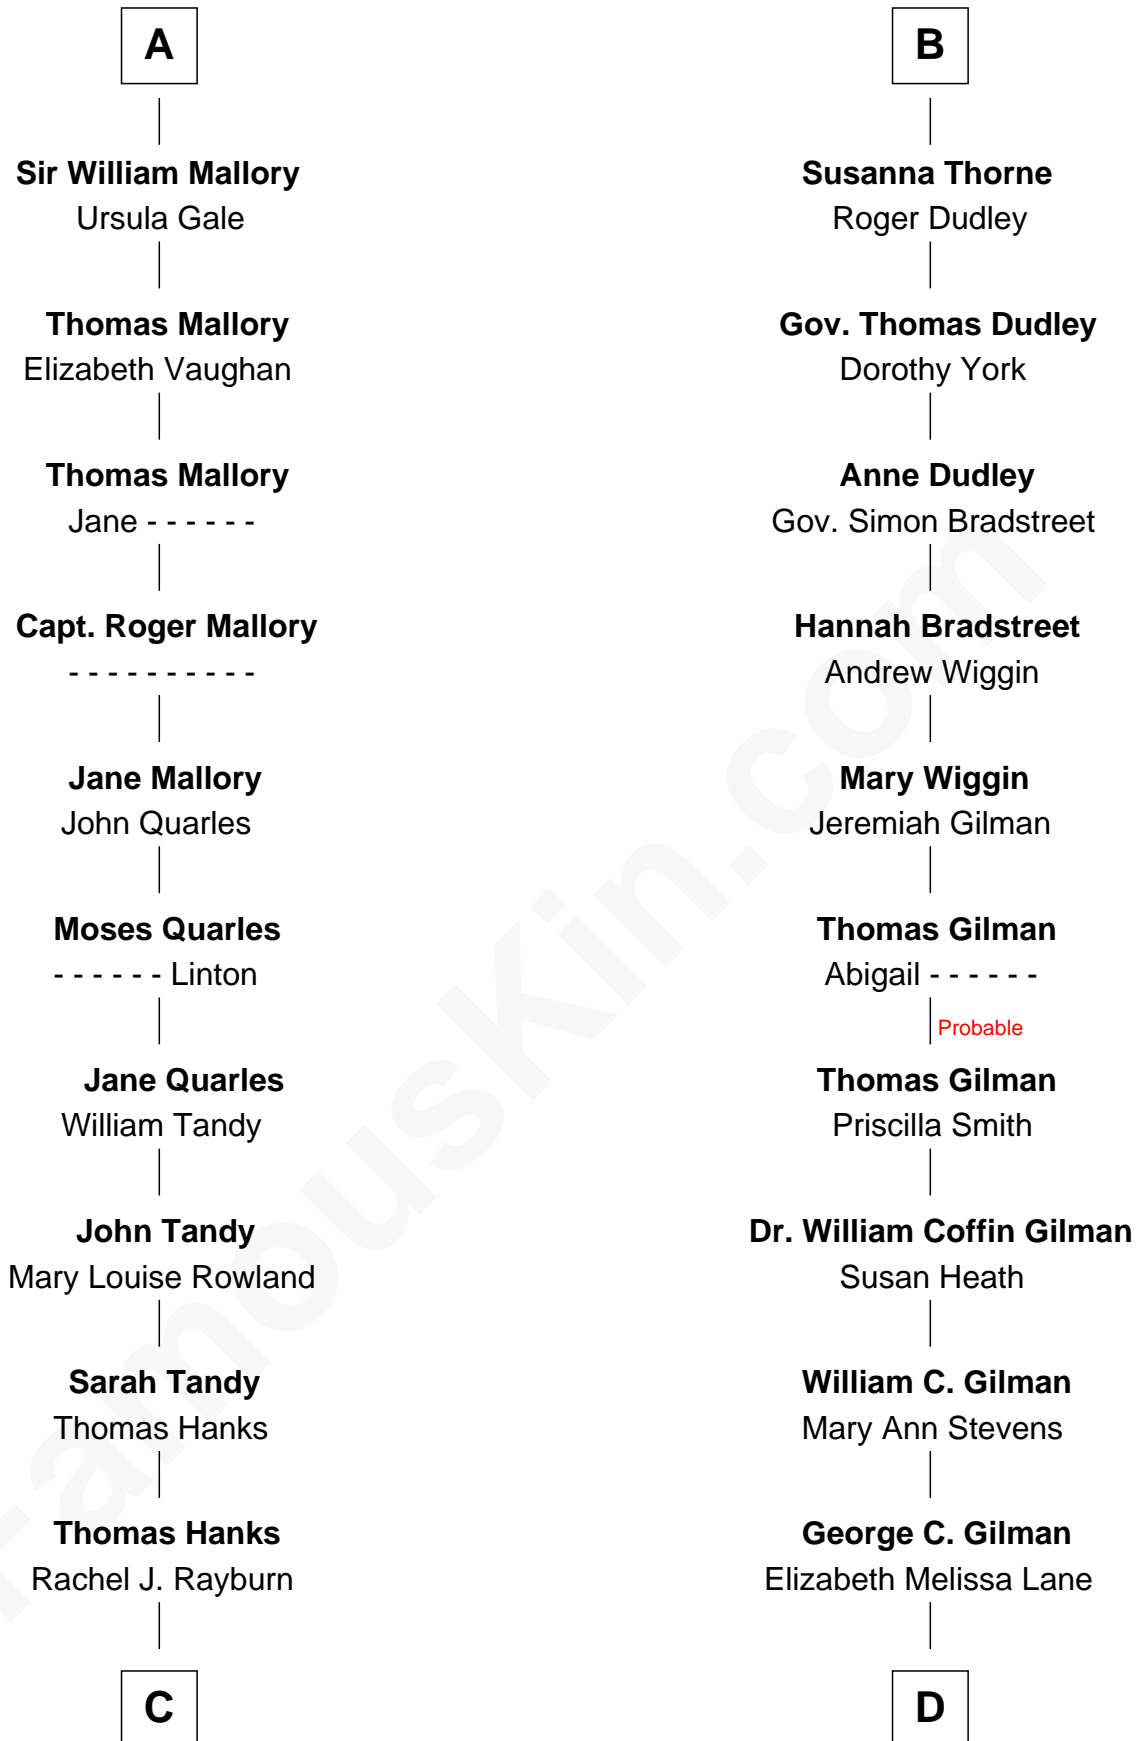 A
Sir William Mallory
Ursula Gale
Thomas Mallory
Elizabeth Vaughan
Thomas Mallory
Jane - - - - - -
Capt. Roger Mallory
- - - - - - - - - -
Jane Mallory
John Quarles
Moses Quarles
- - - - - - Linton
Jane Quarles
William Tandy
John Tandy
Mary Louise Rowland
Sarah Tandy
Thomas Hanks
Thomas Hanks
Rachel J. Rayburn
C
B
Susanna Thorne
Roger Dudley
Gov. Thomas Dudley
Dorothy York
Anne Dudley
Gov. Simon Bradstreet
Hannah Bradstreet
Andrew Wiggin
Mary Wiggin
Jeremiah Gilman
Thomas Gilman
Abigail - - - - - -
Probable
Thomas Gilman
Priscilla Smith
Dr. William Coffin Gilman
Susan Heath
William C. Gilman
Mary Ann Stevens
George C. Gilman
Elizabeth Melissa Lane
D
FamousKin.com